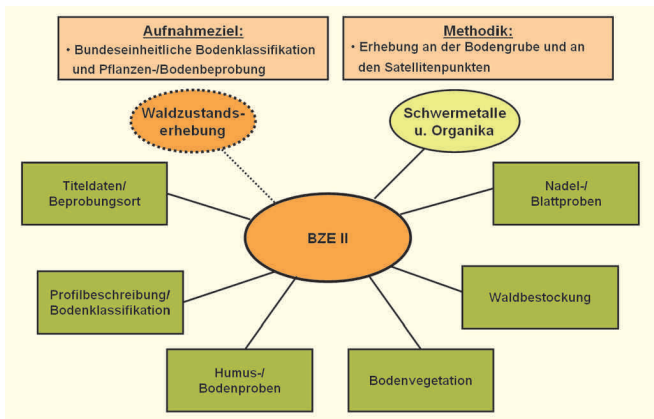 Aufnahmeziel:
• Bundeseinheitliche Bodenklassifikation
und Pflanzen-/Bodenbeprobung
Methodik:
• Erhebung an der Bodengrube und an
den Satellitenpunkten
Waldzustands-
erhebung
Schwermetalle
u. Organika
Titeldaten/
Beprobungsort
Nadel-/
Blattproben
BZE II
Profilbeschreibung/
Bodenklassifikation
Waldbestockung
Humus-/
Bodenproben
Bodenvegetation